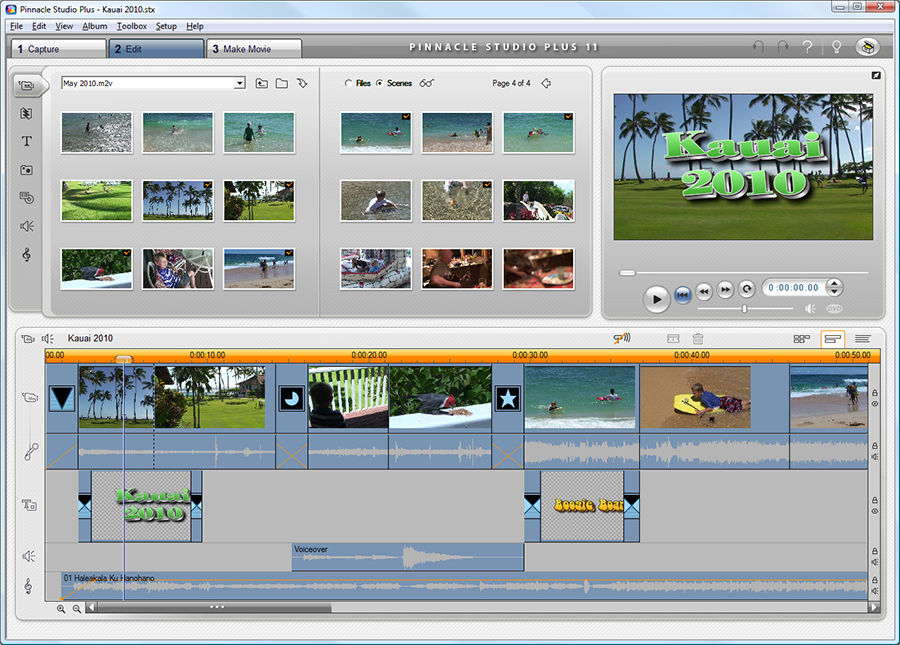 Pinnacle Studio Plus - Kauai 2010.stx
File Edit View Album Toolbox Setup Help
1 Capture
2 Edit
3 Make Movie
PINNACLE STUDIO PLUS 11
May 2010.m2v
Files Scenes
Page 4 of 4
Kauai
2010
0:00:00.00
DVD
Kauai 2010
00.00 0:00:10.00 0:00:20.00 0:00:30.00 0:00:40.00 0:00:50.00
Kauai
2010
Boogie Boar
Voiceover
01 Haleakala Ku Hanohano